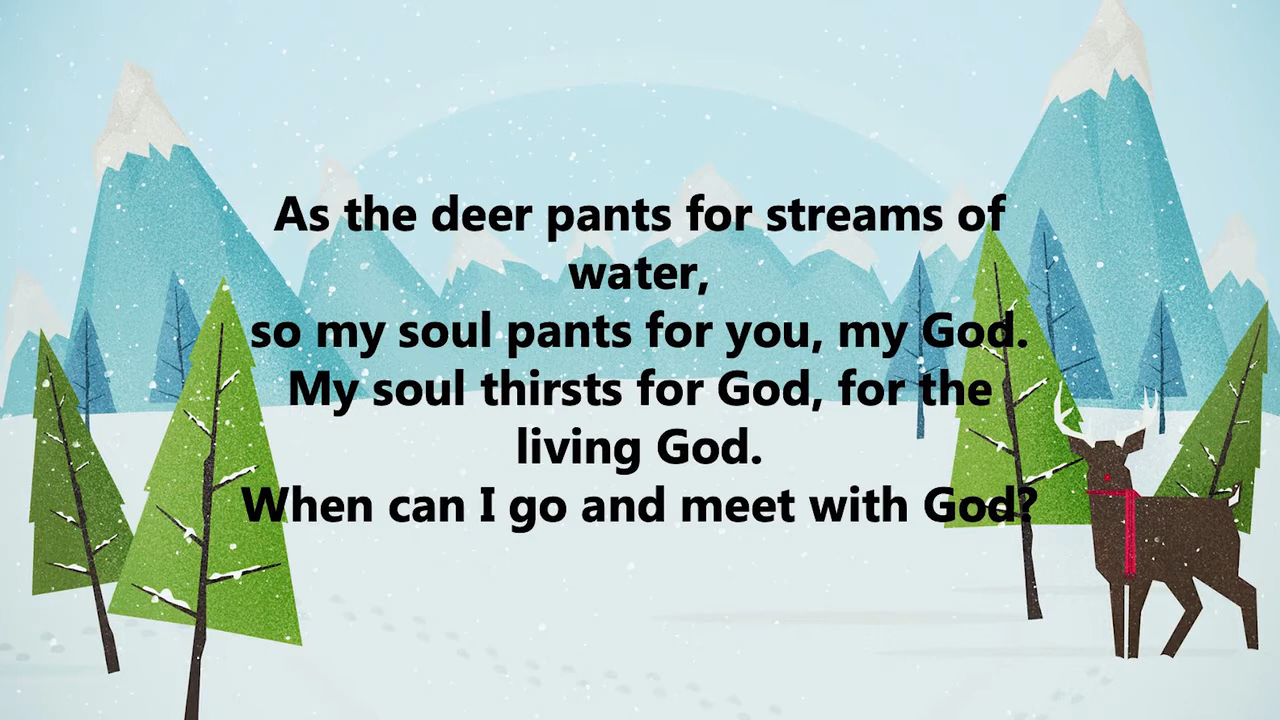 As the deer pants for streams of
water,
so my soul pants for you, my God.
My soul thirsts for God, for the
living God.
When can I go and meet with God?